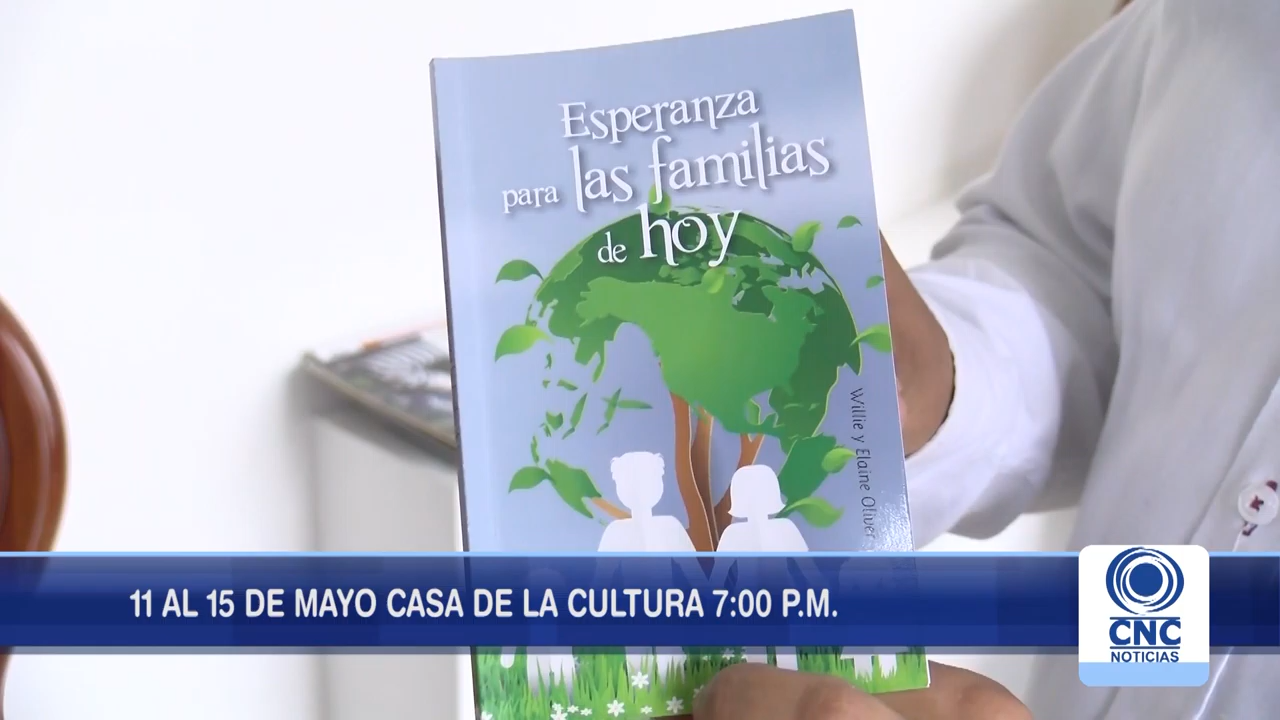 Esperanza
para las familias
de hoy
Willie y Elaine Oliver
11 AL 15 DE MAYO CASA DE LA CULTURA 7:00 P.M.
CNC
NOTICIAS